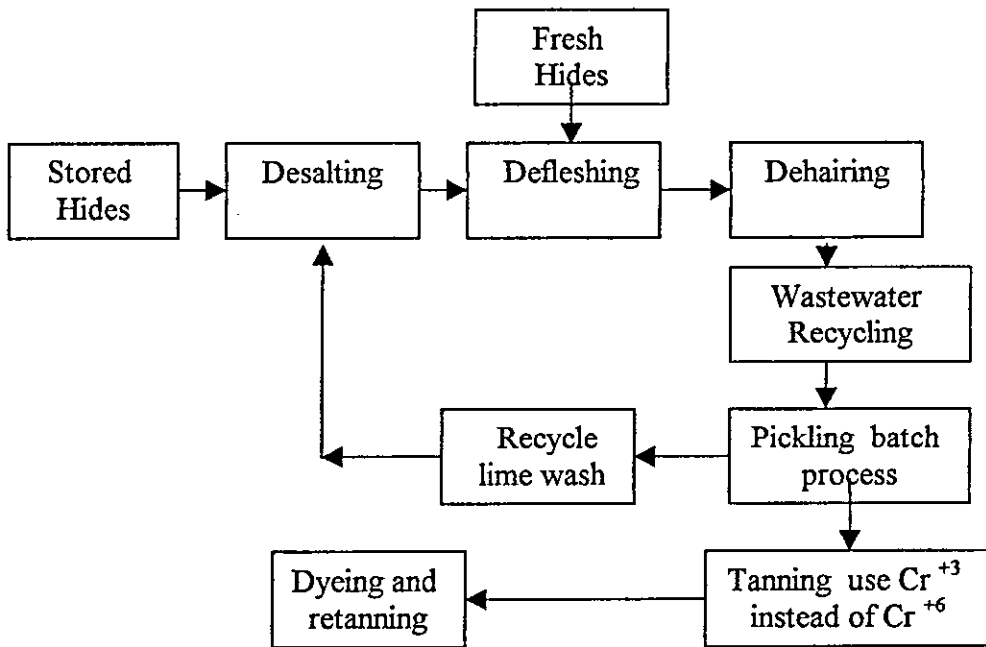 Fresh
Hides
Stored
Hides
Desalting
Defleshing
Dehairing
Wastewater
Recycling
Recycle
lime wash
Pickling batch
process
Dyeing and
retanning
Tanning use Cr +3
instead of Cr +6